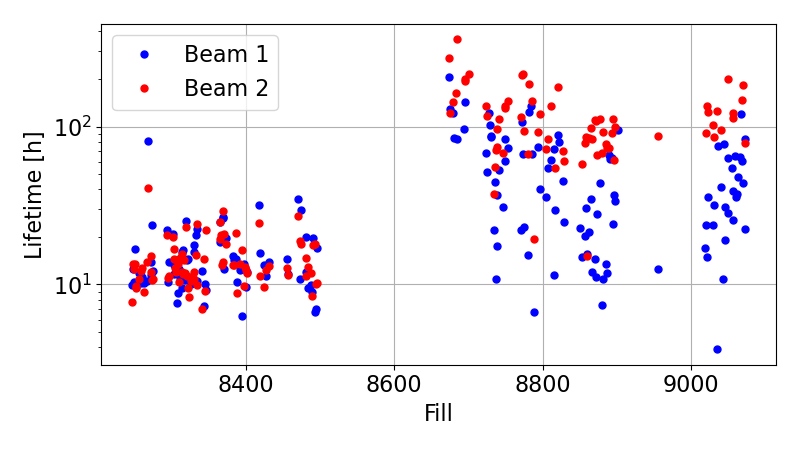 Beam 1
Beam 2
10²
10¹
Lifetime [h]
8400 8600 8800 9000
Fill